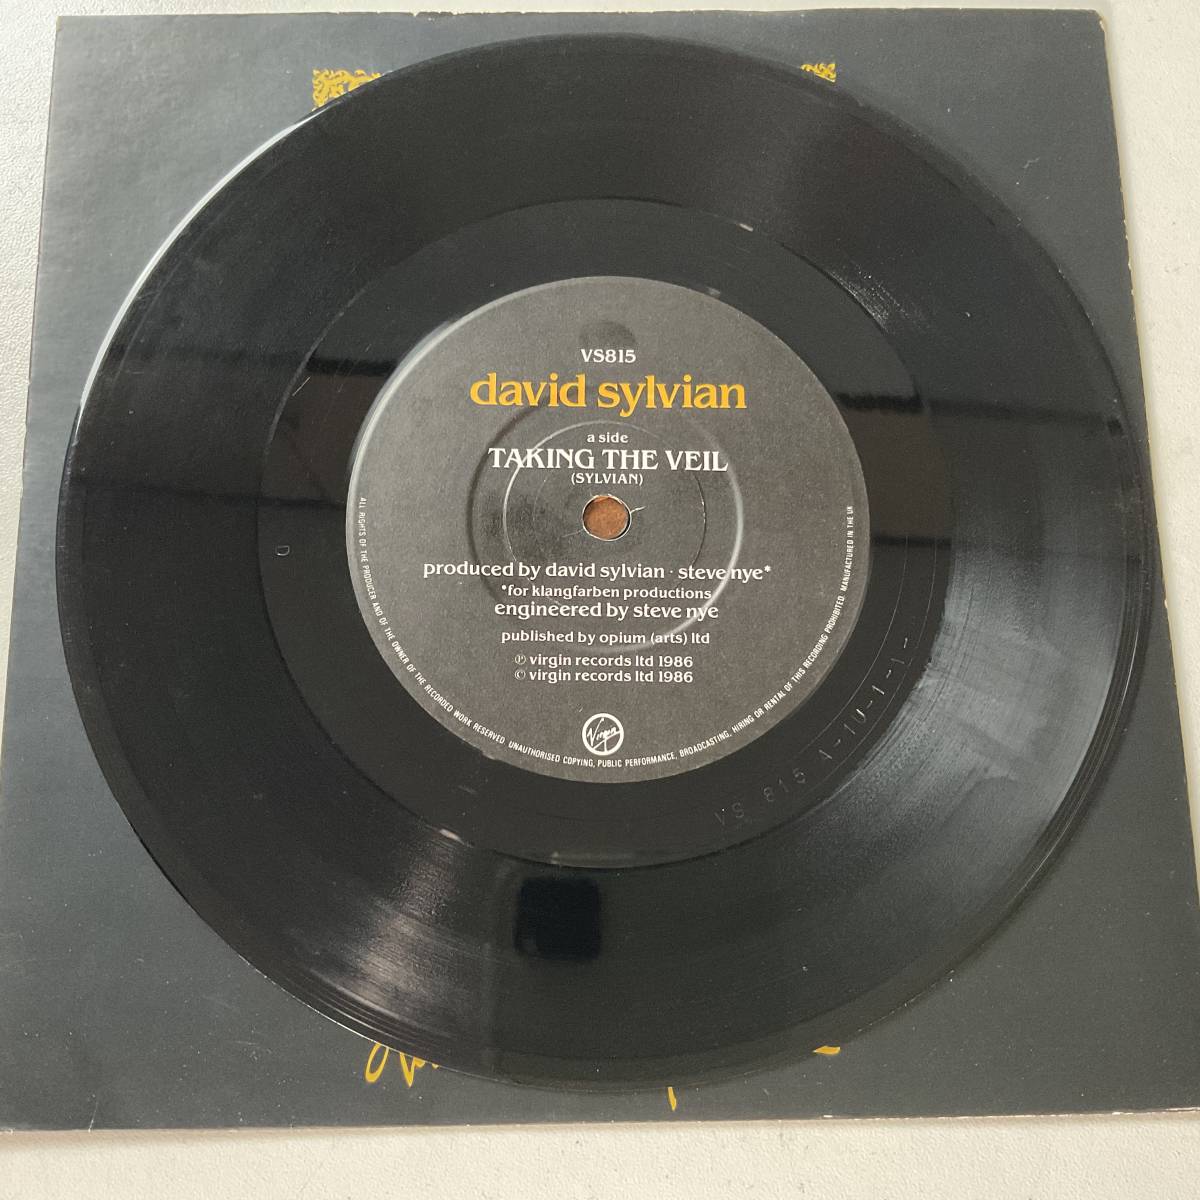 VS815
david sylvian
a side
TAKING THE VEIL
(SYLVIAN)
produced by david sylvian · steve nye*
*for klangfarben productions
engineered by steve nye
published by opium (arts) ltd
℗ virgin records ltd 1986
© virgin records ltd 1986
Virgin
ALL RIGHTS OF THE PRODUCER AND OF THE OWNER OF THE RECORDED WORK RESERVED. UNAUTHORISED COPYING, PUBLIC PERFORMANCE, BROADCASTING, HIRING OR RENTAL OF THIS RECORDING PROHIBITED. MANUFACTURED IN THE UK
D
VS 815 A-1U-1-1-